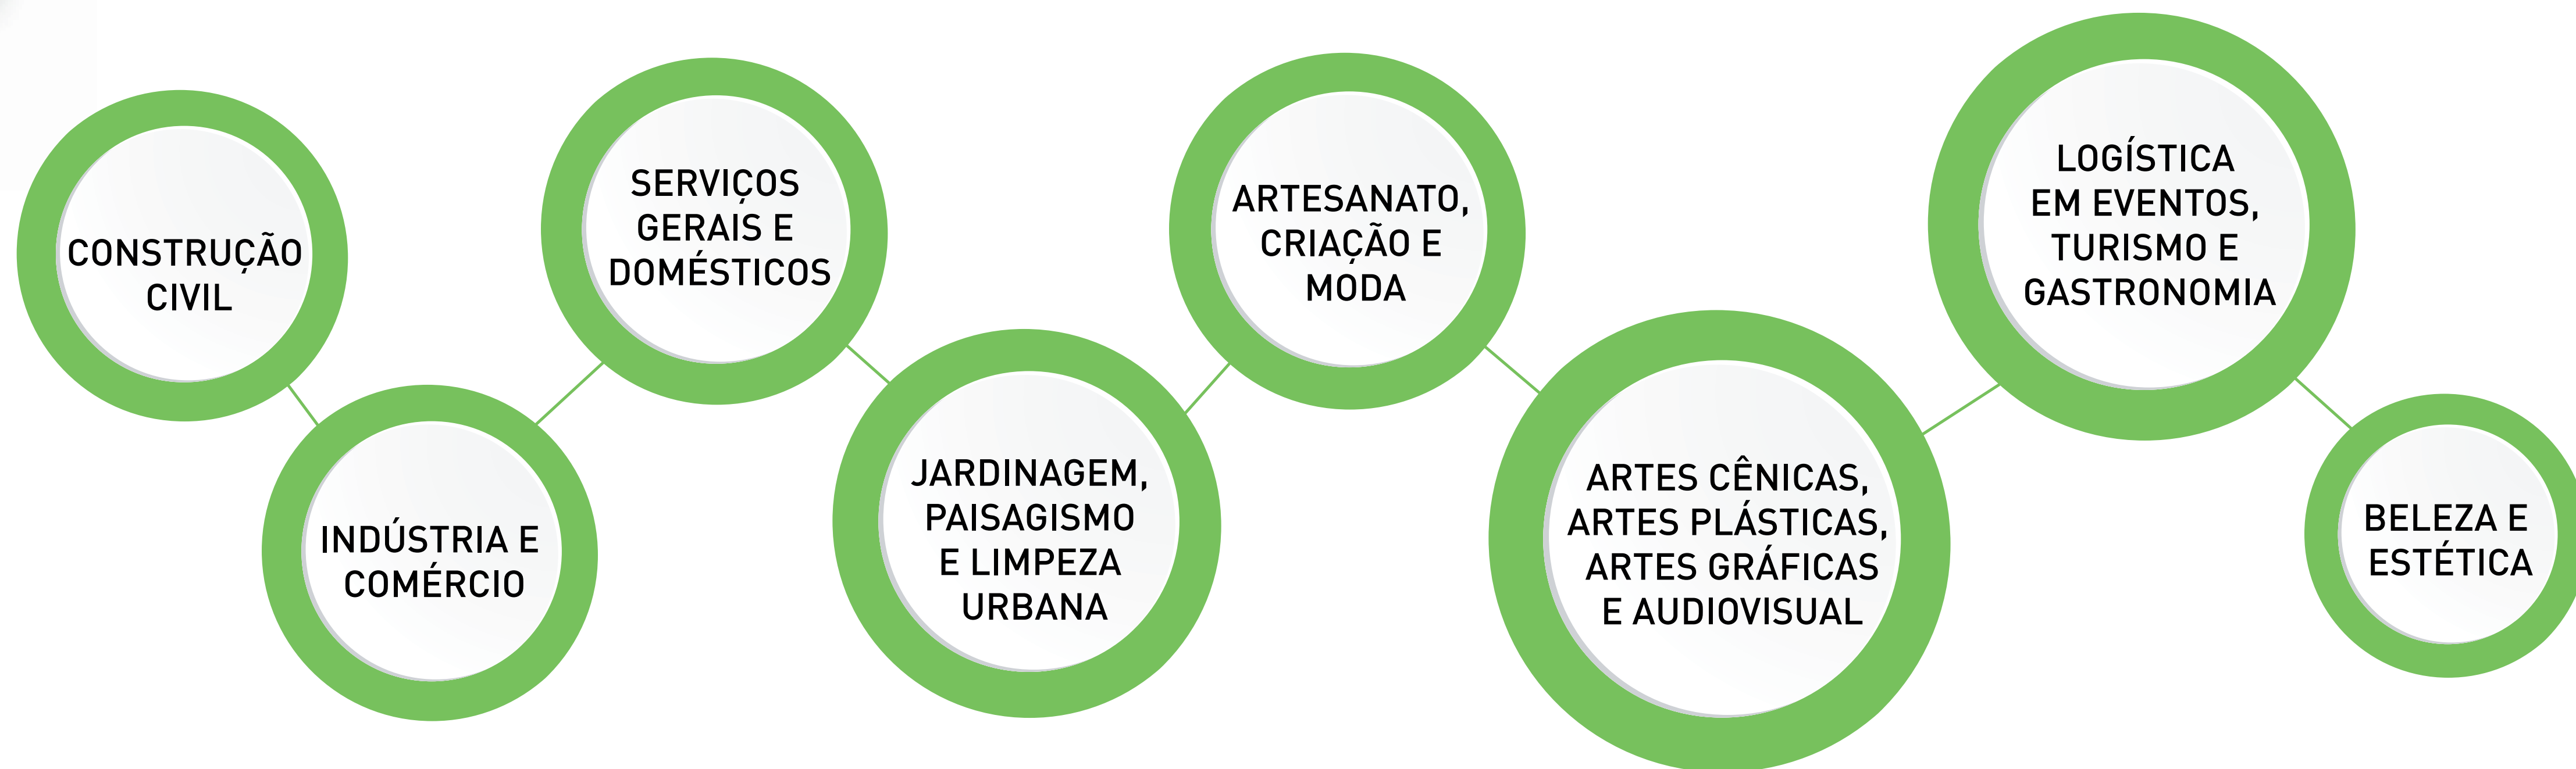 CONSTRUÇÃO
CIVIL
INDÚSTRIA E
COMÉRCIO
SERVIÇOS
GERAIS E
DOMÉSTICOS
JARDINAGEM,
PAISAGISMO
E LIMPEZA
URBANA
ARTESANATO,
CRIAÇÃO E
MODA
ARTES CÊNICAS,
ARTES PLÁSTICAS,
ARTES GRÁFICAS
E AUDIOVISUAL
LOGÍSTICA
EM EVENTOS,
TURISMO E
GASTRONOMIA
BELEZA E
ESTÉTICA